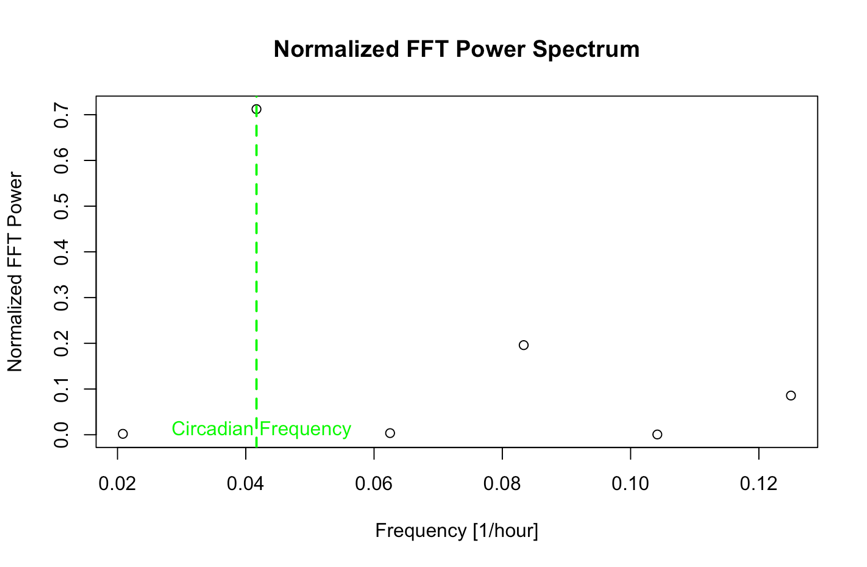 Normalized FFT Power Spectrum
Normalized FFT Power
0.7
0.6
0.5
0.4
0.3
0.2
0.1
0.0
Circadian Frequency
0.02 0.04 0.06 0.08 0.10 0.12
Frequency [1/hour]